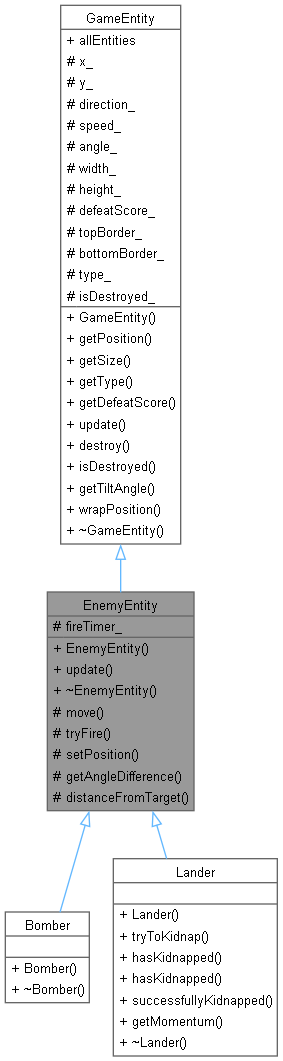 GameEntity
+ allEntities
# x_
# y_
# direction_
# speed_
# angle_
# width_
# height_
# defeatScore_
# topBorder_
# bottomBorder_
# type_
# isDestroyed_
+ GameEntity()
+ getPosition()
+ getSize()
+ getType()
+ getDefeatScore()
+ update()
+ destroy()
+ isDestroyed()
+ getTiltAngle()
+ wrapPosition()
+ ~GameEntity()
EnemyEntity
# fireTimer_
+ EnemyEntity()
+ update()
+ ~EnemyEntity()
# move()
# tryFire()
# setPosition()
# getAngleDifference()
# distanceFromTarget()
Bomber
+ Bomber()
+ ~Bomber()
Lander
+ Lander()
+ tryToKidnap()
+ hasKidnapped()
+ hasKidnapped()
+ successfullyKidnapped()
+ getMomentum()
+ ~Lander()